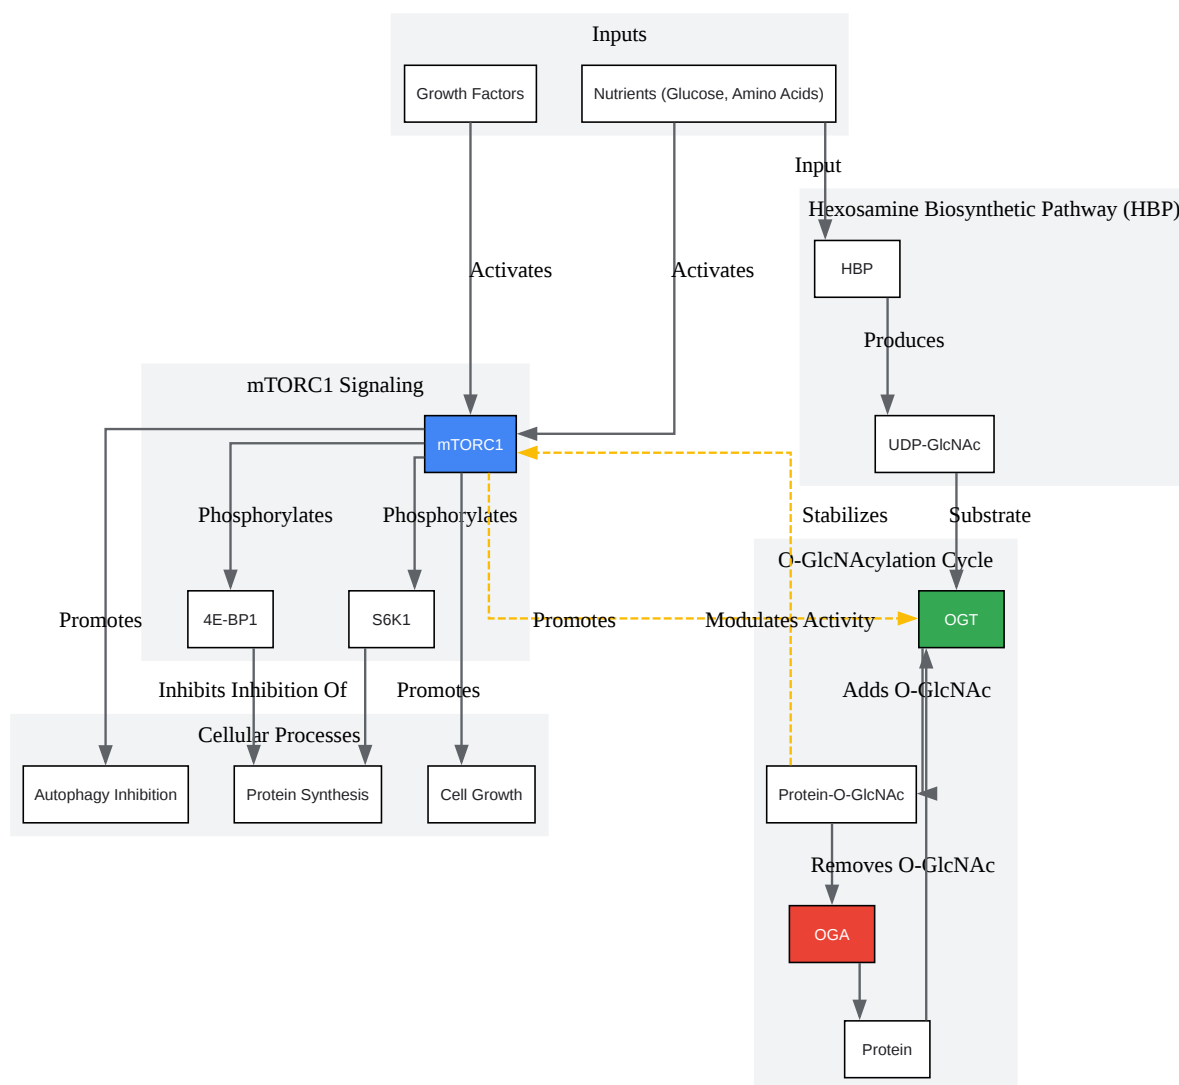 Inputs
Growth Factors
Nutrients (Glucose, Amino Acids)
Input
Hexosamine Biosynthetic Pathway (HBP)
HBP
Activates
Activates
Produces
mTORC1 Signaling
mTORC1
UDP-GlcNAc
Phosphorylates
Phosphorylates
Stabilizes
Substrate
O-GlcNAcylation Cycle
Promotes
4E-BP1
S6K1
Promotes
Modulates Activity
OGT
Inhibits Inhibition Of
Promotes
Adds O-GlcNAc
Cellular Processes
Autophagy Inhibition
Protein Synthesis
Cell Growth
Protein-O-GlcNAc
Removes O-GlcNAc
OGA
Protein